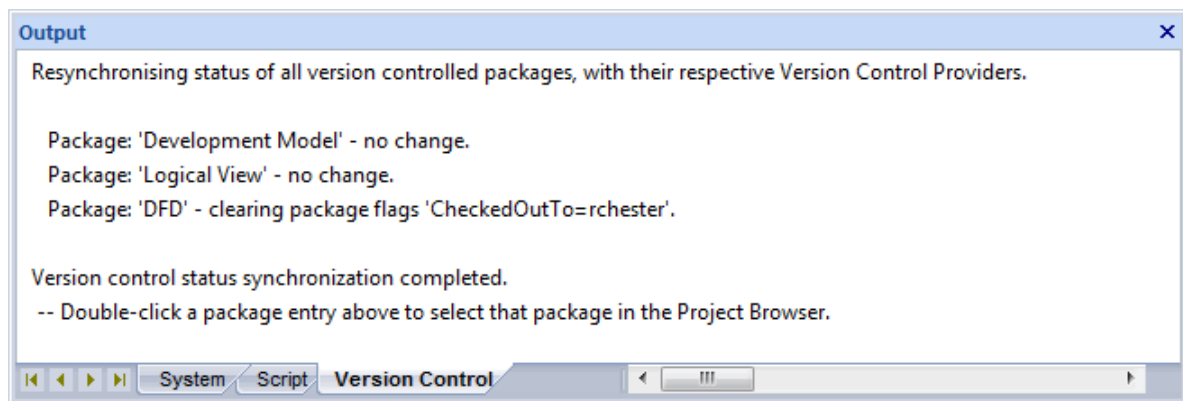 Output
Resynchronising status of all version controlled packages, with their respective Version Control Providers.
Package: 'Development Model' - no change.
Package: 'Logical View' - no change.
Package: 'DFD' - clearing package flags 'CheckedOutTo=rchester'.
Version control status synchronization completed.
-- Double-click a package entry above to select that package in the Project Browser.
System Script Version Control